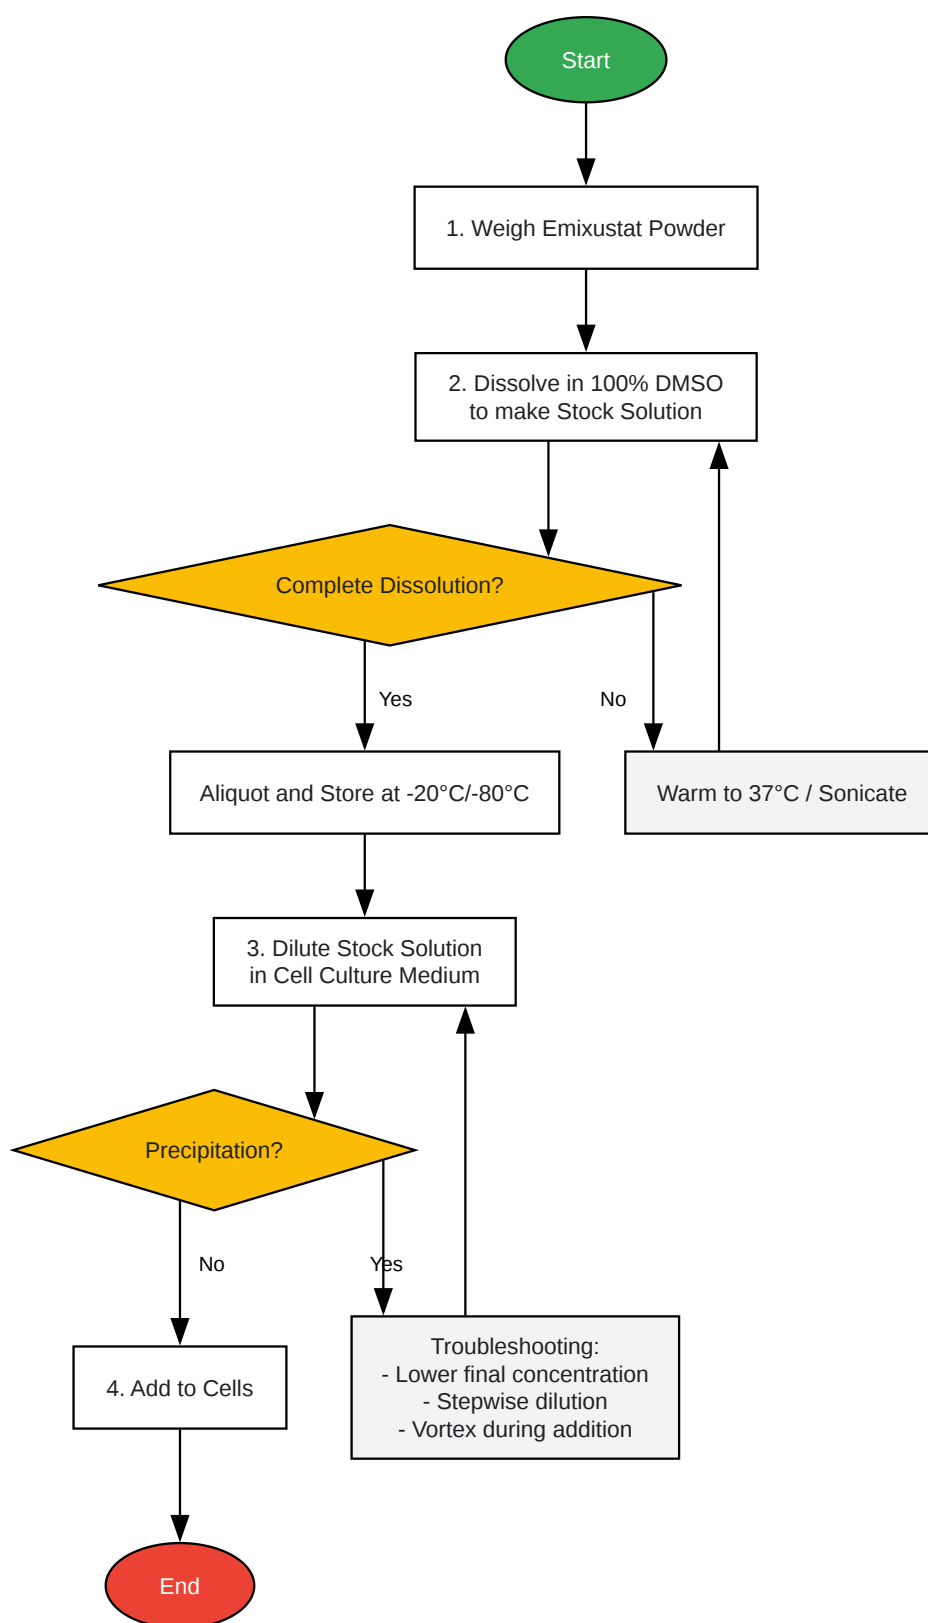 Start
1. Weigh Emixustat Powder
2. Dissolve in 100% DMSO
to make Stock Solution
Complete Dissolution?
Yes
No
Aliquot and Store at -20°C/-80°C
Warm to 37°C / Sonicate
3. Dilute Stock Solution
in Cell Culture Medium
Precipitation?
No
Yes
Troubleshooting:
- Lower final concentration
- Stepwise dilution
- Vortex during addition
4. Add to Cells
End